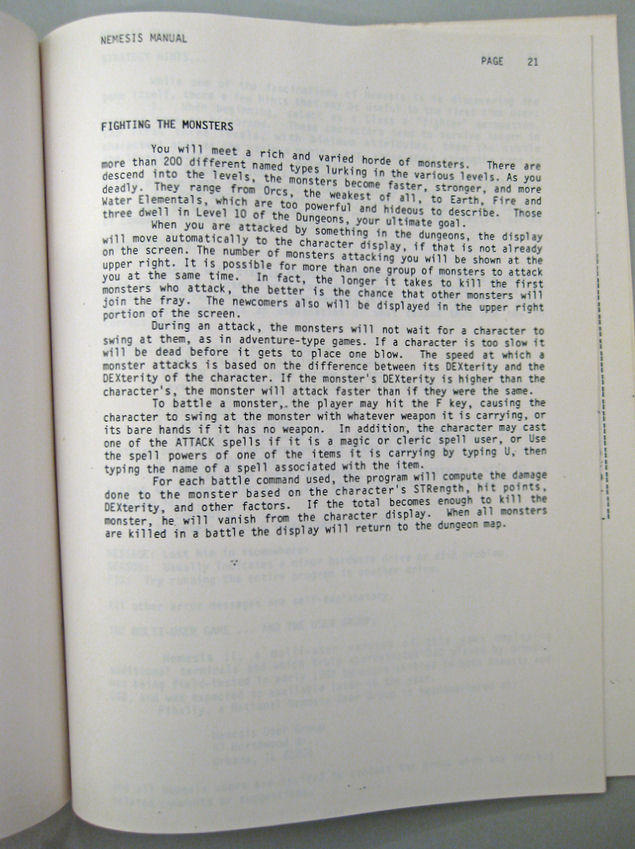 NEMESIS MANUAL
PAGE 21
FIGHTING THE MONSTERS
You will meet a rich and varied horde of monsters. There are
more than 200 different named types lurking in the various levels. As you
descend into the levels, the monsters become faster, stronger, and more
deadly. They range from Orcs, the weakest of all, to Earth, Fire and
Water Elementals, which are too powerful and hideous to describe. Those
three dwell in Level 10 of the Dungeons, your ultimate goal.
When you are attacked by something in the dungeons, the display
will move automatically to the character display, if that is not already
on the screen. The number of monsters attacking you will be shown at the
upper right. It is possible for more than one group of monsters to attack
you at the same time. In fact, the longer it takes to kill the first
monsters who attack, the better is the chance that other monsters will
join the fray. The newcomers also will be displayed in the upper right
portion of the screen.
During an attack, the monsters will not wait for a character to
swing at them, as in adventure-type games. If a character is too slow it
will be dead before it gets to place one blow. The speed at which a
monster attacks is based on the difference between its DEXterity and the
DEXterity of the character. If the monster's DEXterity is higher than the
character's, the monster will attack faster than if they were the same.
To battle a monster, the player may hit the F key, causing the
character to swing at the monster with whatever weapon it is carrying, or
its bare hands if it has no weapon. In addition, the character may cast
one of the ATTACK spells if it is a magic or cleric spell user, or Use
the spell powers of one of the items it is carrying by typing U, then
typing the name of a spell associated with the item.
For each battle command used, the program will compute the damage
done to the monster based on the character's STRength, hit points,
DEXterity, and other factors. If the total becomes enough to kill the
monster, he will vanish from the character display. When all monsters
are killed in a battle the display will return to the dungeon map.